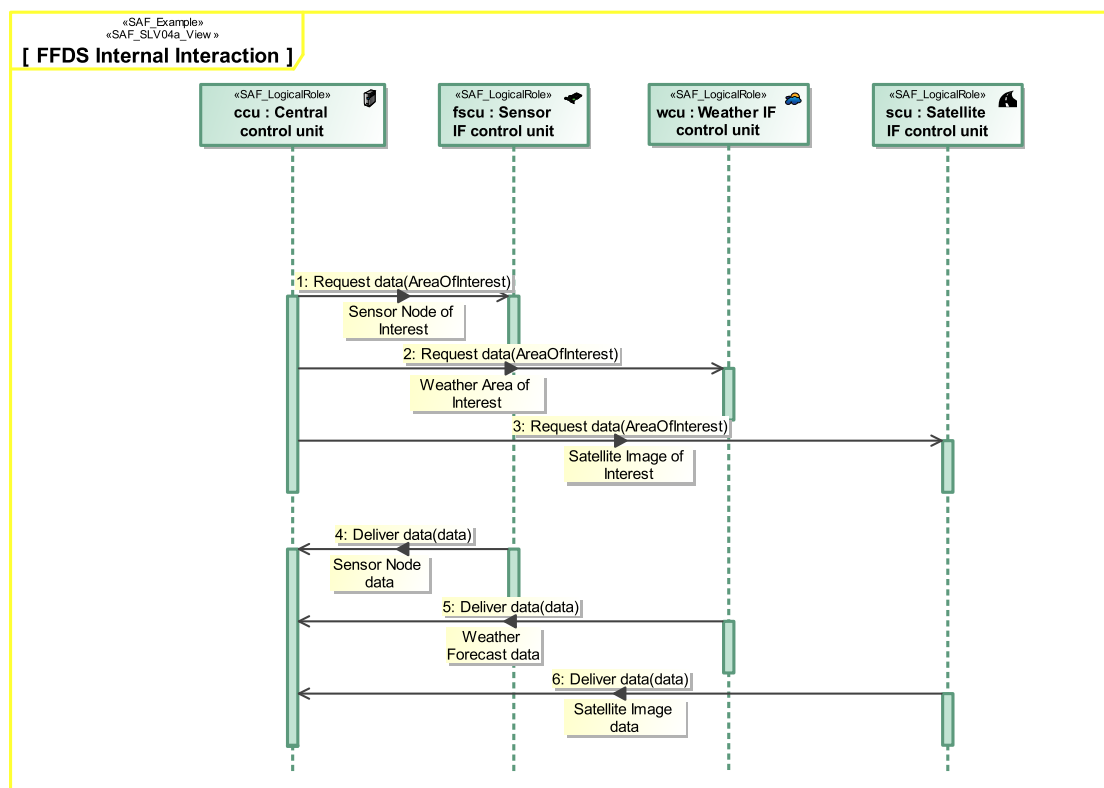 «SAF_Example»
«SAF_SLV04a_View »
[ FFDS Internal Interaction ]
«SAF_LogicalRole»
ccu : Central
control unit
«SAF_LogicalRole»
fscu : Sensor
IF control unit
«SAF_LogicalRole»
wcu : Weather IF
control unit
«SAF_LogicalRole»
scu : Satellite
IF control unit
1: Request data(AreaOfInterest)
Sensor Node of
Interest
2: Request data(AreaOfInterest)
Weather Area of
Interest
3: Request data(AreaOfInterest)
Satellite Image of
Interest
4: Deliver data(data)
Sensor Node
data
5: Deliver data(data)
Weather
Forecast data
6: Deliver data(data)
Satellite Image
data